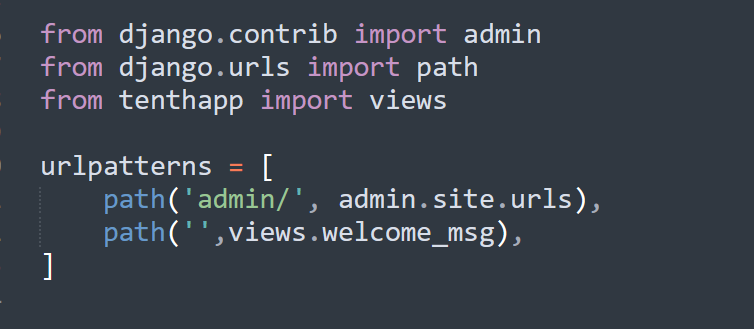 from django.contrib import admin
from django.urls import path
from tenthapp import views
urlpatterns = [
path('admin/', admin.site.urls),
path('',views.welcome_msg),
]